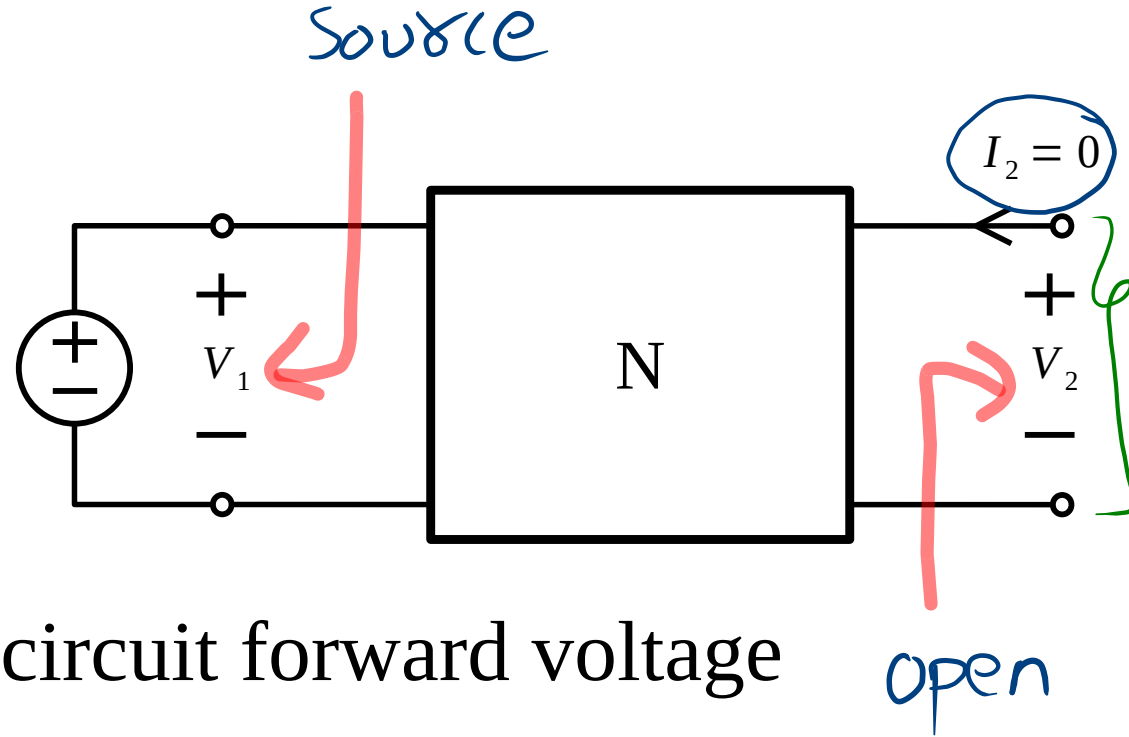 Source
I₂ = 0
+
+
+
V₁
N
V₂
−
−
−
circuit forward voltage
open